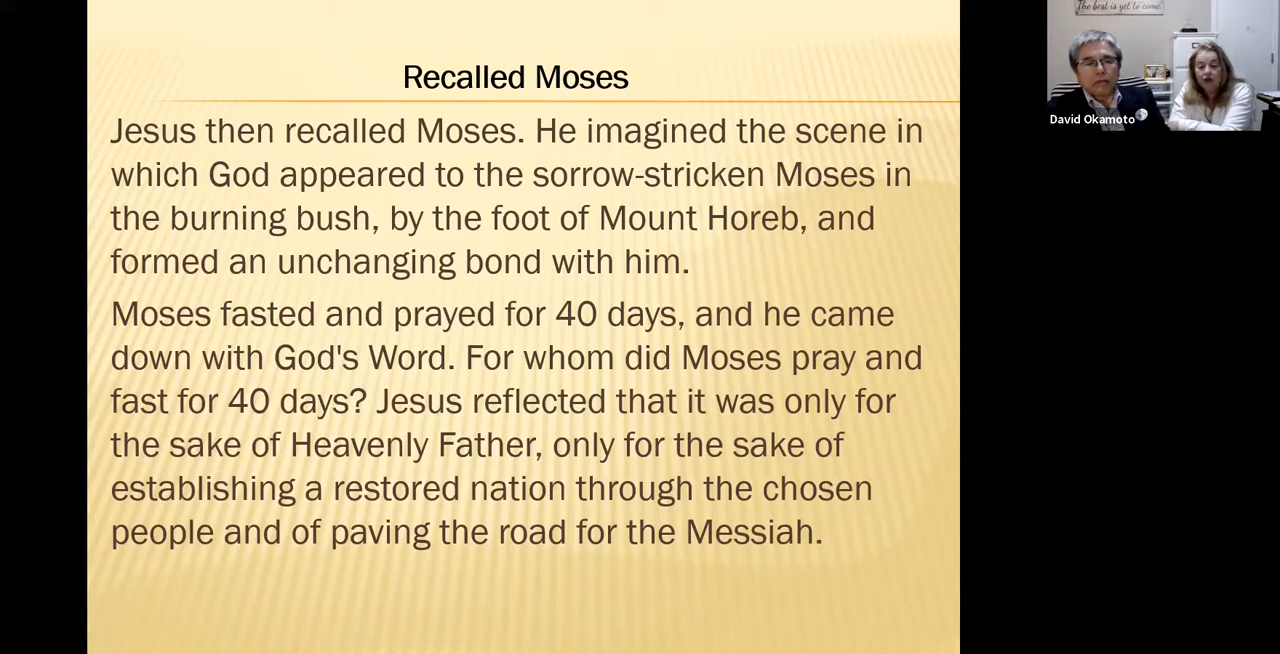 Recalled Moses
Jesus then recalled Moses. He imagined the scene in
which God appeared to the sorrow-stricken Moses in
the burning bush, by the foot of Mount Horeb, and
formed an unchanging bond with him.
Moses fasted and prayed for 40 days, and he came
down with God's Word. For whom did Moses pray and
fast for 40 days? Jesus reflected that it was only for
the sake of Heavenly Father, only for the sake of
establishing a restored nation through the chosen
people and of paving the road for the Messiah.
The best is yet to come.
David Okamoto